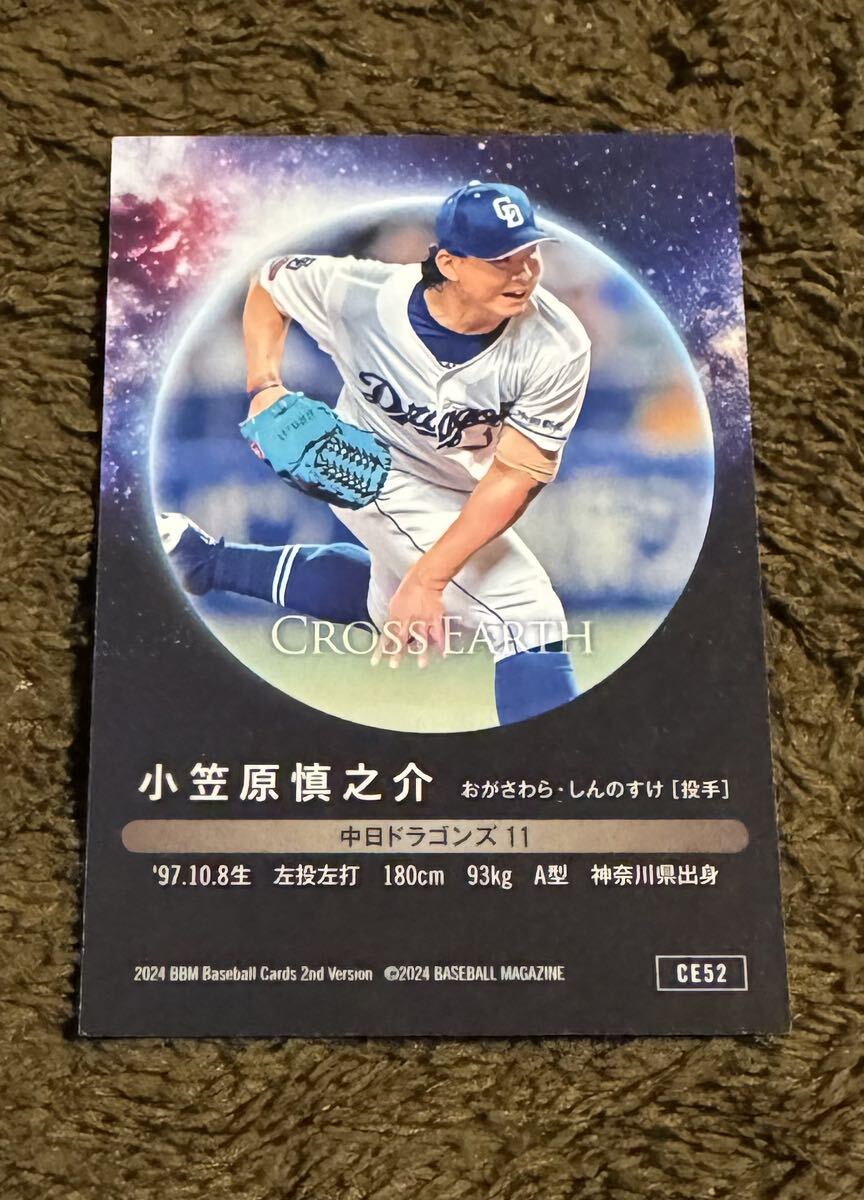 CD
Dragons
CROSS EARTH
小笠原慎之介 おがさわら・しんのすけ [投手]
中日ドラゴンズ 11
'97.10.8生 左投左打 180cm 93kg A型 神奈川県出身
2024 BBM Baseball Cards 2nd Version ©2024 BASEBALL MAGAZINE
CE52